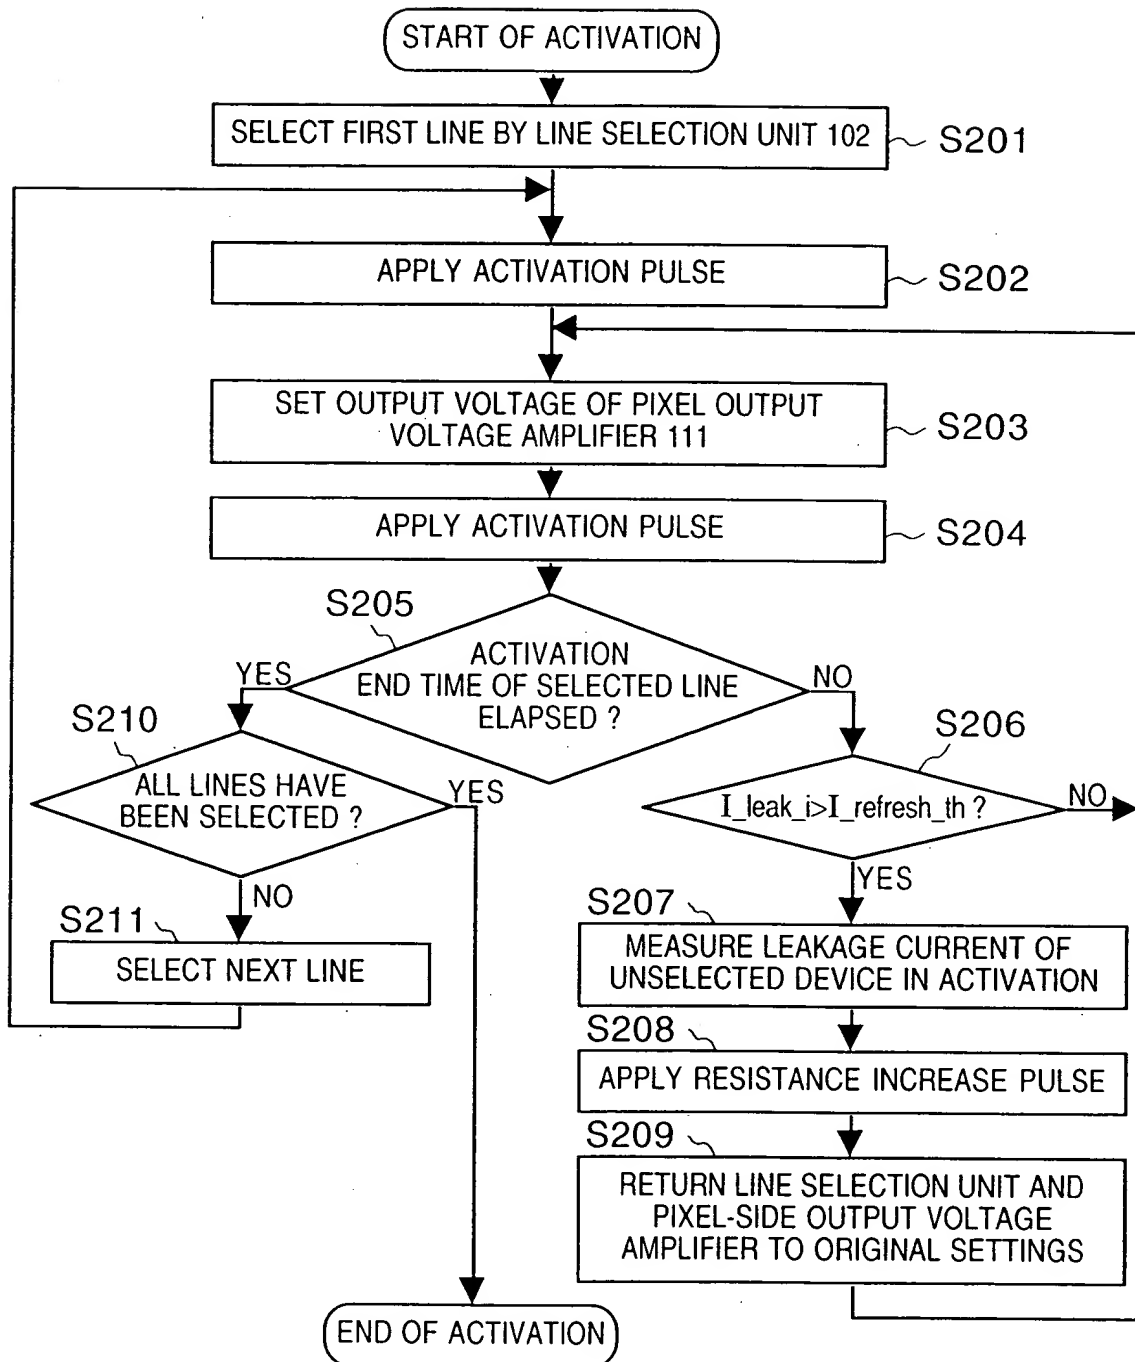 START OF ACTIVATION
SELECT FIRST LINE BY LINE SELECTION UNIT 102
S201
APPLY ACTIVATION PULSE
S202
SET OUTPUT VOLTAGE OF PIXEL OUTPUT
VOLTAGE AMPLIFIER 111
S203
APPLY ACTIVATION PULSE
S204
S205
ACTIVATION
END TIME OF SELECTED LINE
ELAPSED ?
YES
NO
S210
ALL LINES HAVE
BEEN SELECTED ?
YES
NO
S206
I_leak_i>I_refresh_th ?
NO
YES
S211
SELECT NEXT LINE
S207
MEASURE LEAKAGE CURRENT OF
UNSELECTED DEVICE IN ACTIVATION
S208
APPLY RESISTANCE INCREASE PULSE
S209
RETURN LINE SELECTION UNIT AND
PIXEL-SIDE OUTPUT VOLTAGE
AMPLIFIER TO ORIGINAL SETTINGS
END OF ACTIVATION